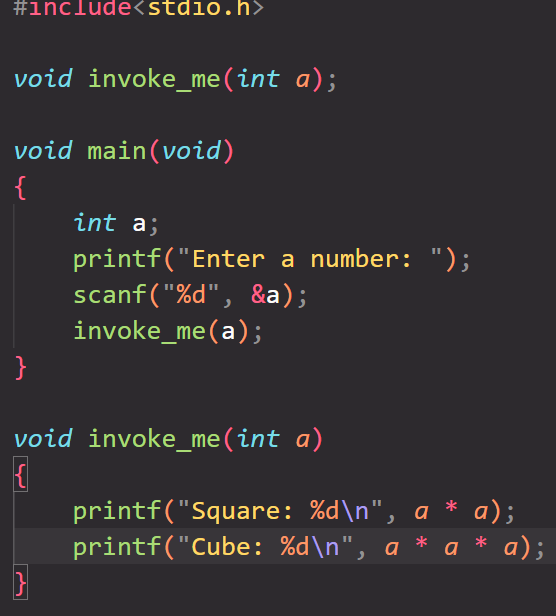 #include<stdio.h>
void invoke_me(int a);
void main(void)
{
int a;
printf("Enter a number: ");
scanf("%d", &a);
invoke_me(a);
}
void invoke_me(int a)
{
printf("Square: %d\n", a * a);
printf("Cube: %d\n", a * a * a);
}